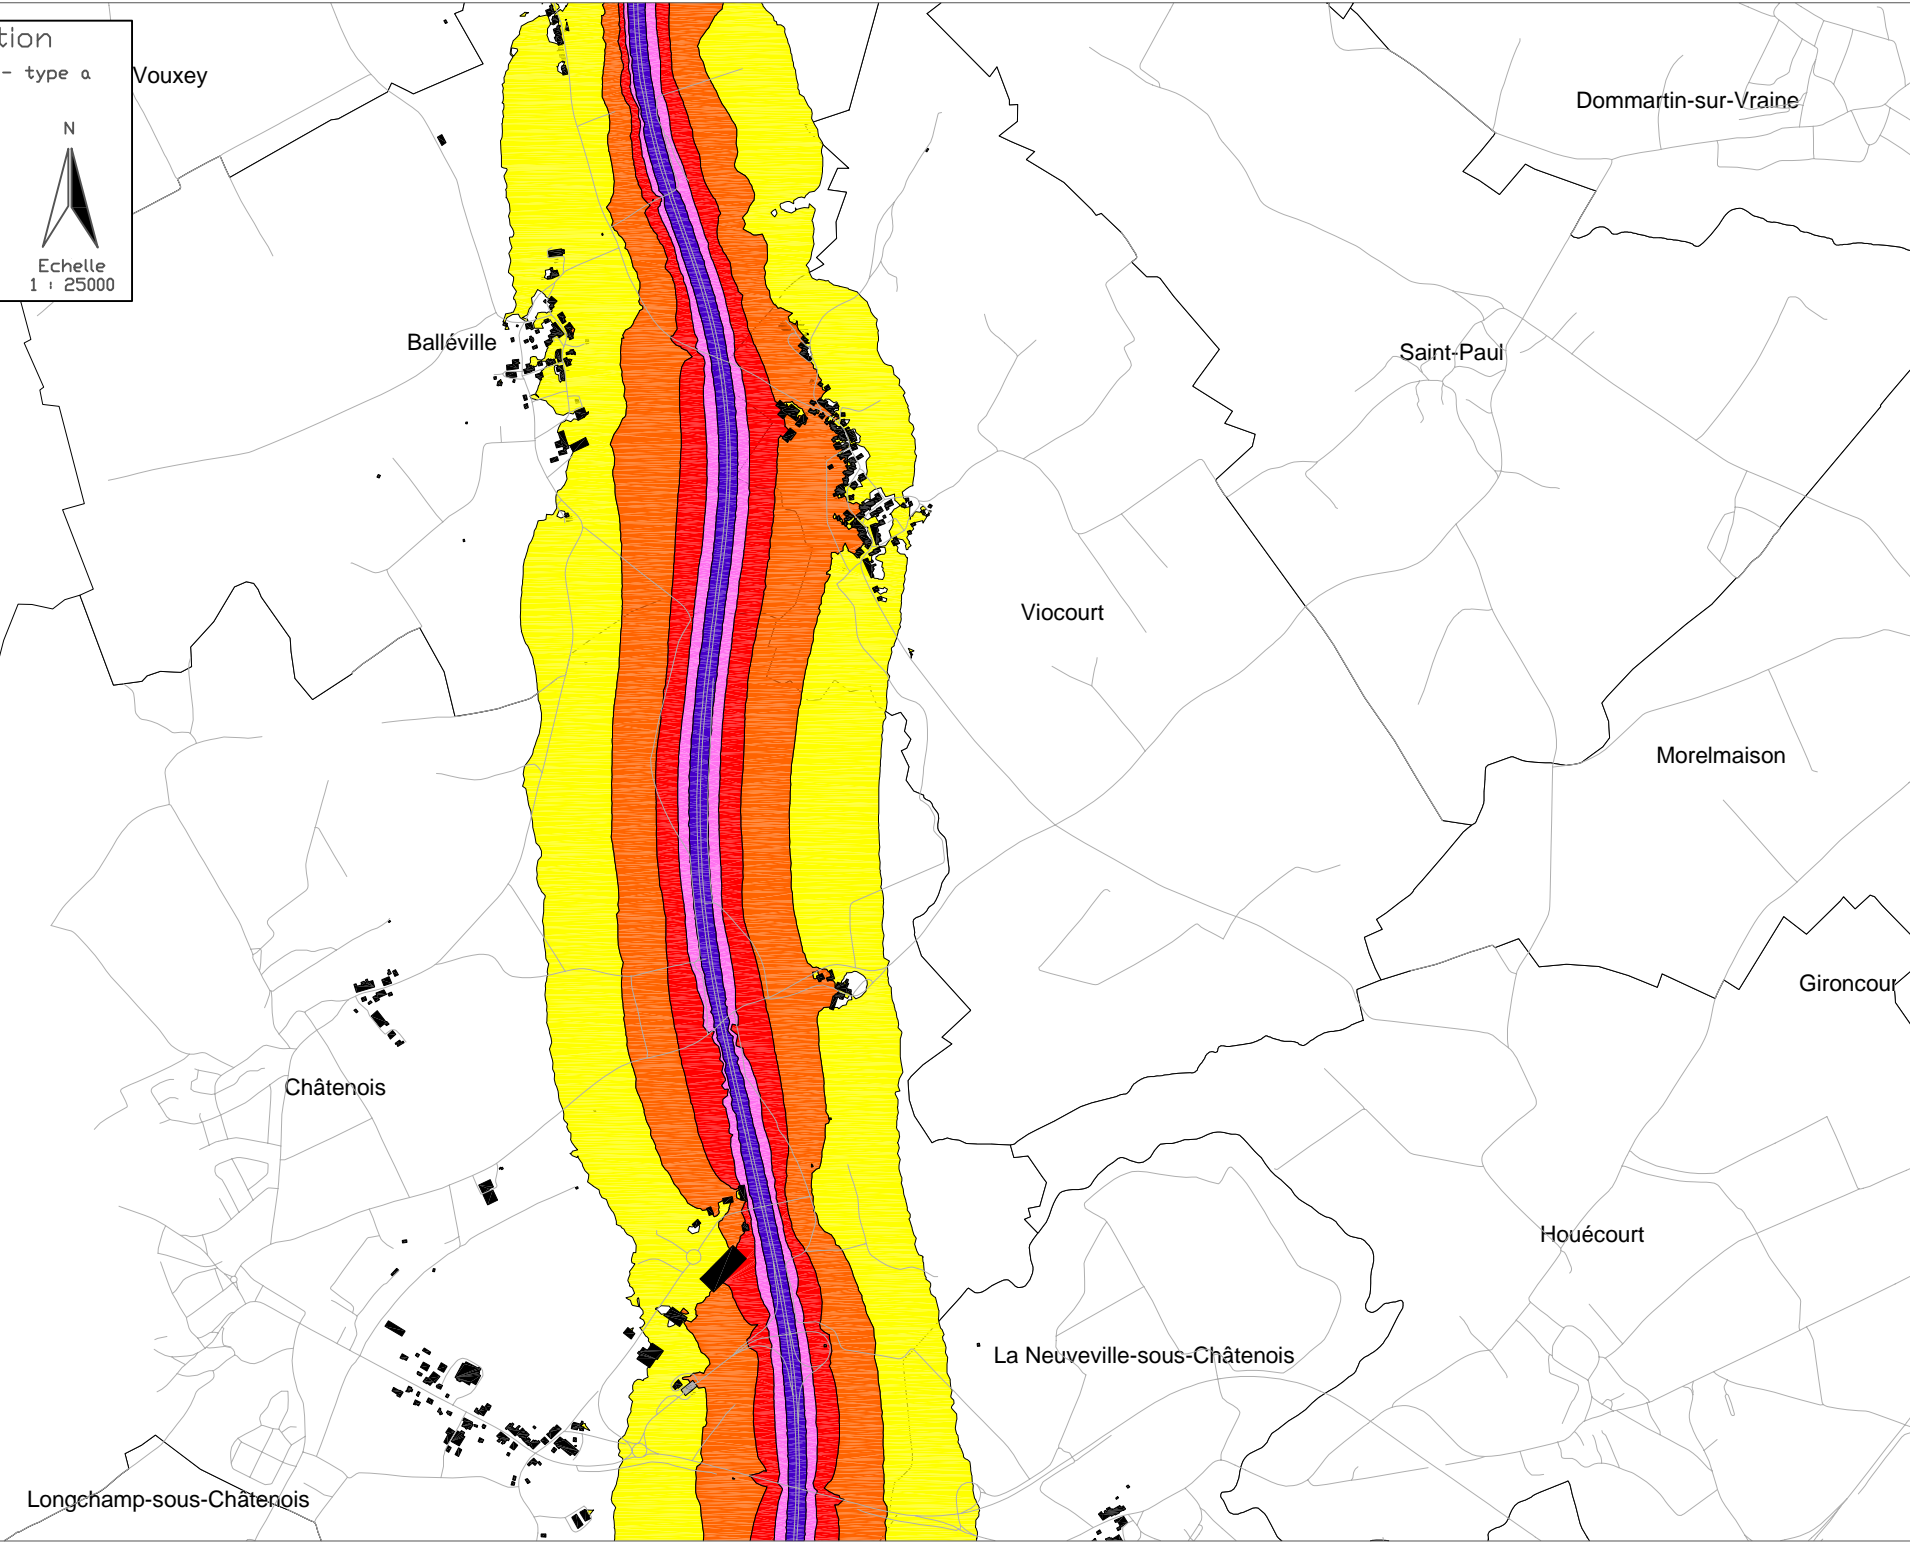 tion
- type a
N
Echelle
1 : 25000
Vouxey
Dommartin-sur-Vraine
Balléville
Saint-Paul
Viocourt
Morelmaison
Gironcour
Châtenois
Houécourt
La Neuveville-sous-Châtenois
Longchamp-sous-Châtenois